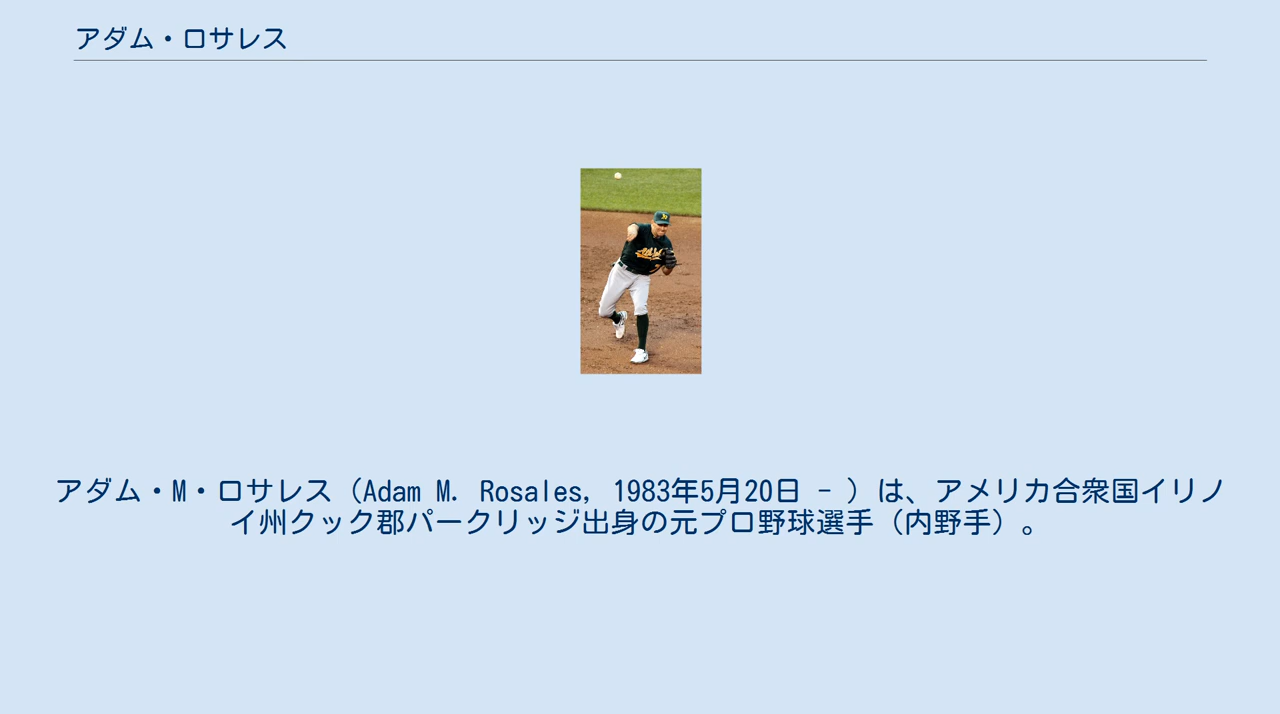 アダム・ロサレス
アダム・M・ロサレス（Adam M. Rosales, 1983年5月20日 - ）は、アメリカ合衆国イリノ
イ州クック郡パークリッジ出身の元プロ野球選手（内野手）。